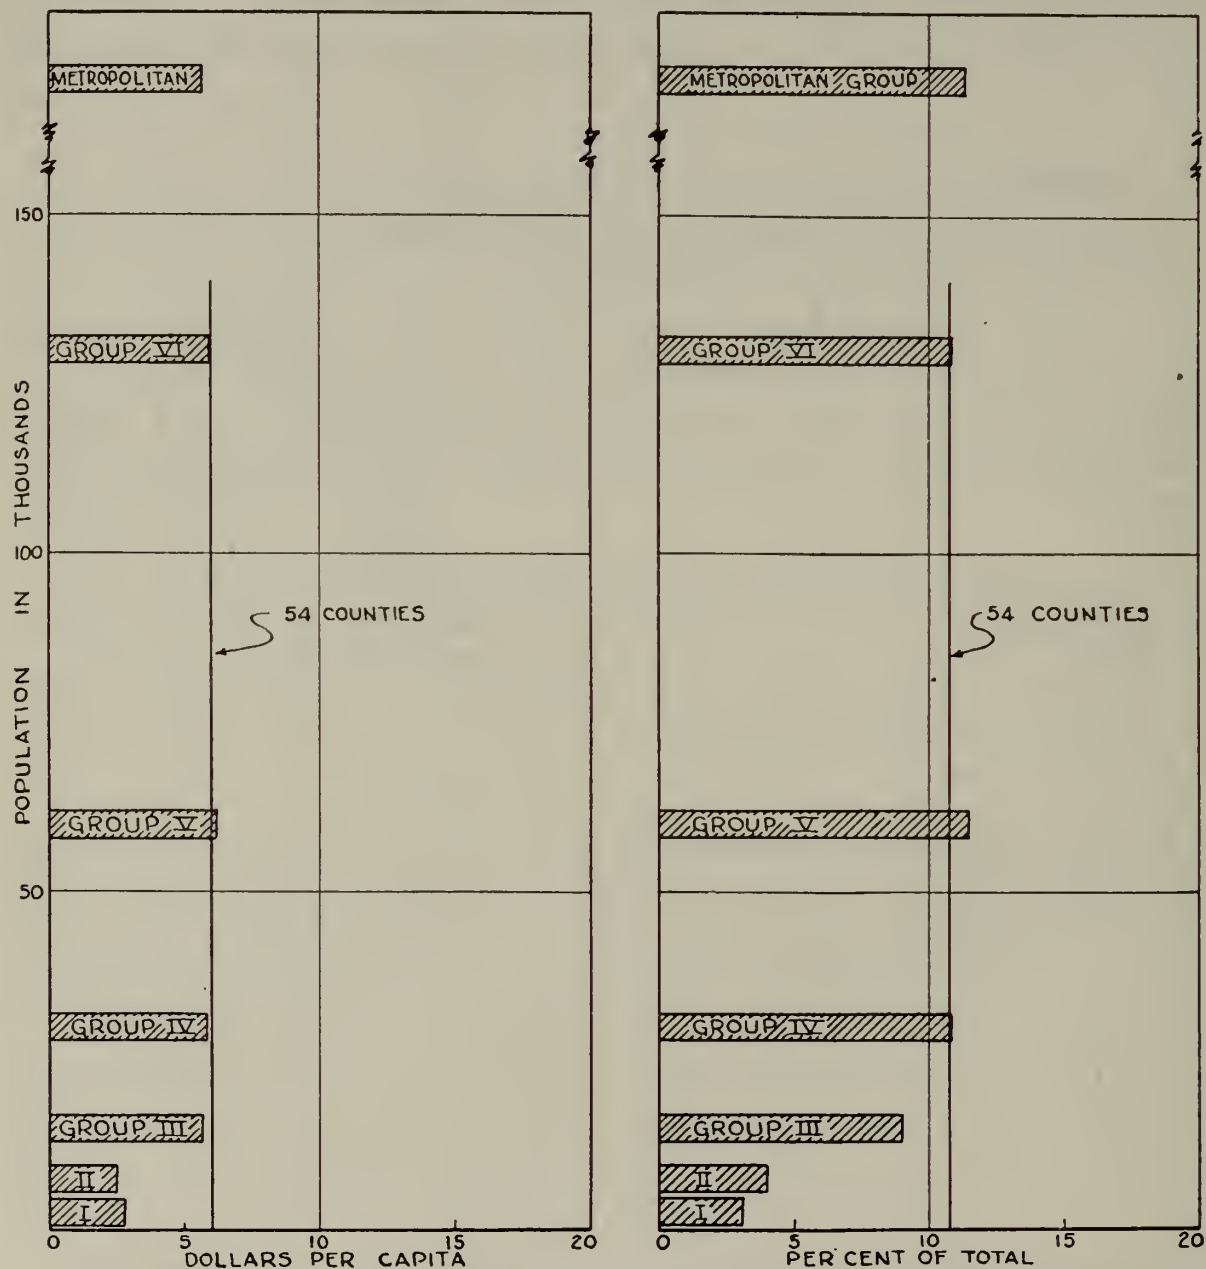 METROPOLITAN
150
GROUP VI
POPULATION IN THOUSANDS
100
54 COUNTIES
GROUP V
50
GROUP IV
GROUP III
II
I
0 5 10 15 20
DOLLARS PER CAPITA
METROPOLITAN GROUP
GROUP VI
54 COUNTIES
GROUP V
GROUP IV
GROUP III
II
I
0 5 10 15 20
PER CENT OF TOTAL